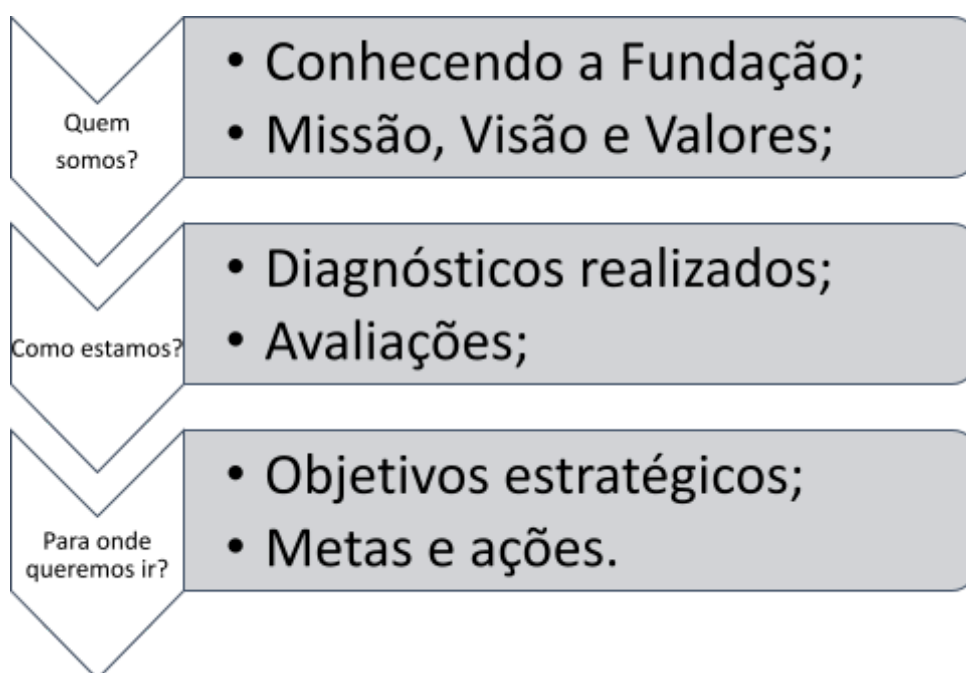 Quem
somos?
• Conhecendo a Fundação;
• Missão, Visão e Valores;
Como estamos?
• Diagnósticos realizados;
• Avaliações;
Para onde
queremos ir?
• Objetivos estratégicos;
• Metas e ações.